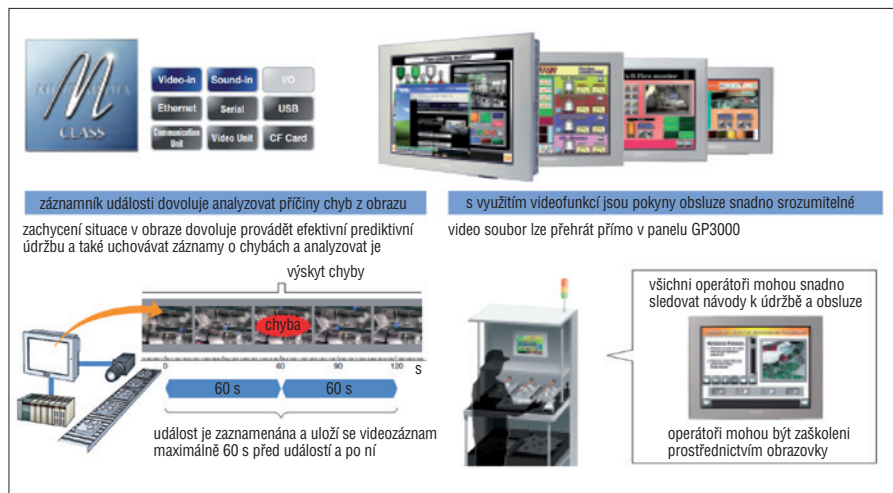 M
MULTIMEDIA
CLASS
Video-in
Sound-in
I/O
Ethernet
Serial
USB
Communication
Unit
Video Unit
CF Card
Flow monitor
záznamník události dovoluje analyzovat příčiny chyb z obrazu
zachycení situace v obraze dovoluje provádět efektivní prediktivní
údržbu a také uchovávat záznamy o chybách a analyzovat je
výskyt chyby
chyba
0
30
60
90
120
s
60 s
60 s
událost je zaznamenána a uloží se videozáznam
maximálně 60 s před událostí a po ní
s využitím videofunkcí jsou pokyny obsluze snadno srozumitelné
video soubor lze přehrát přímo v panelu GP3000
všichni operátoři mohou snadno
sledovat návody k údržbě a obsluze
operátoři mohou být zaškoleni
prostřednictvím obrazovky